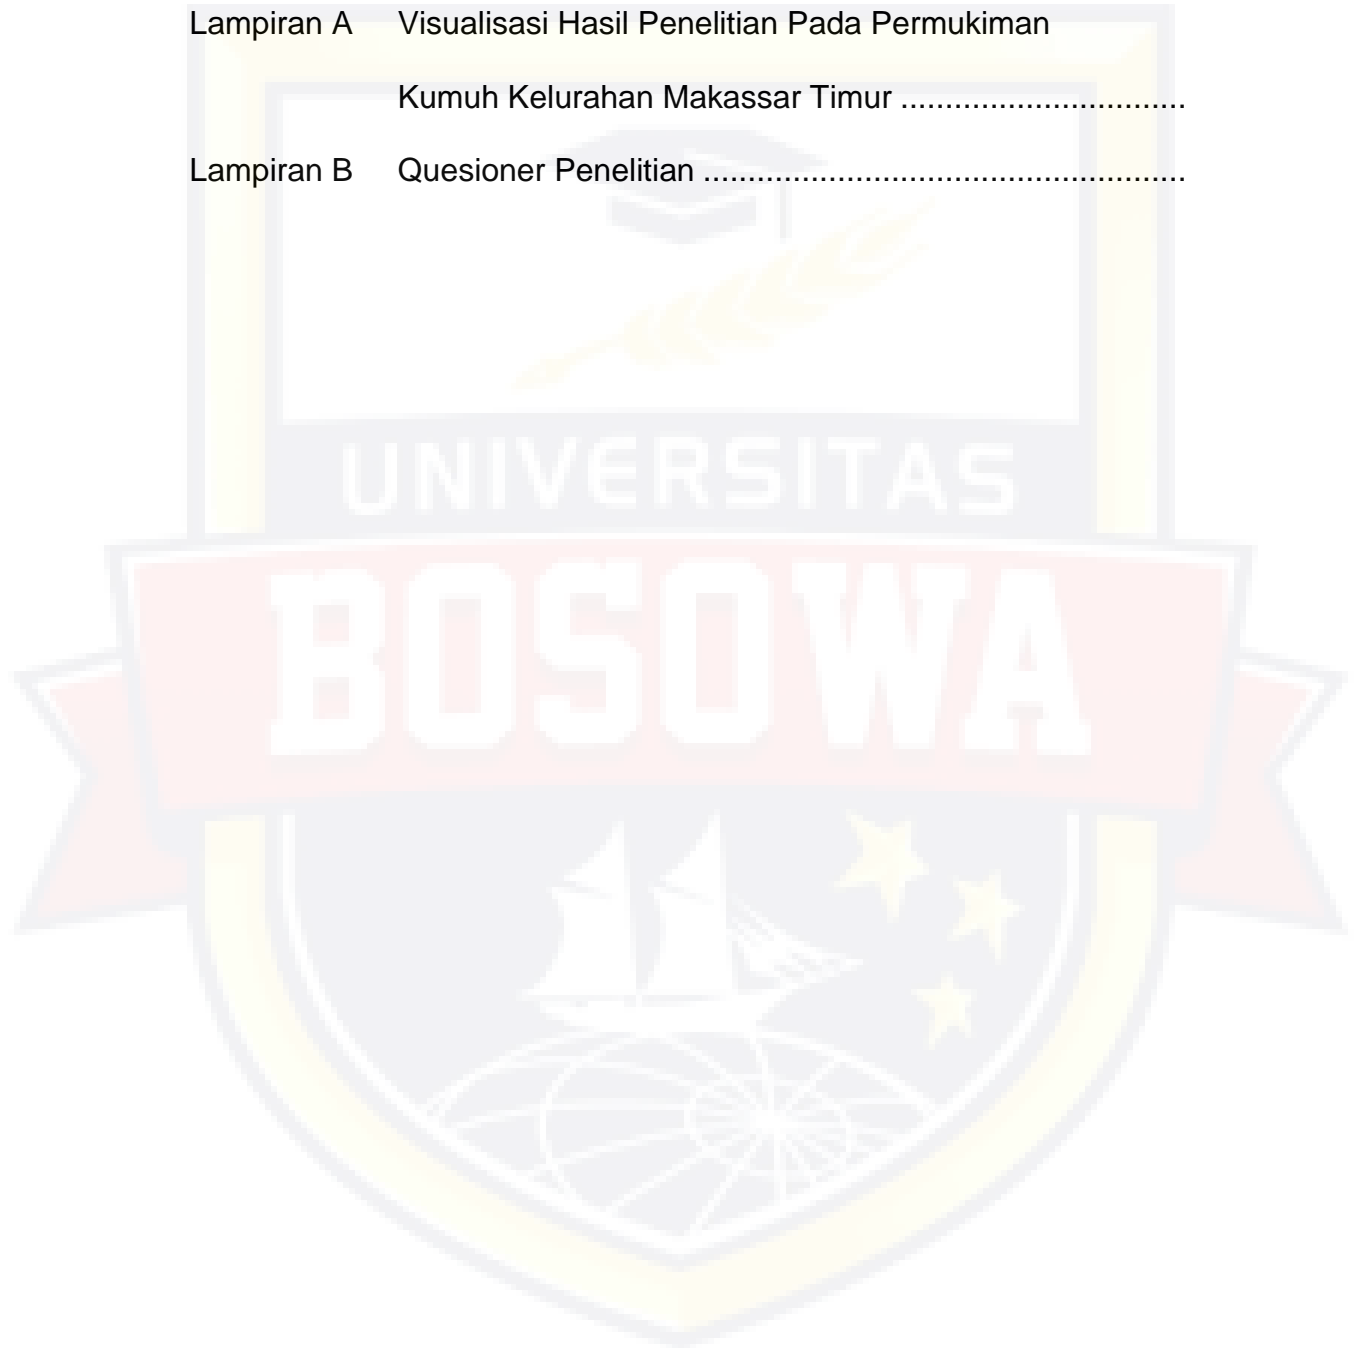 Lampiran A Visualisasi Hasil Penelitian Pada Permukiman
Kumuh Kelurahan Makassar Timur ................................
Lampiran B Quesioner Penelitian ......................................................
UNIVERSITAS
BOSOWA